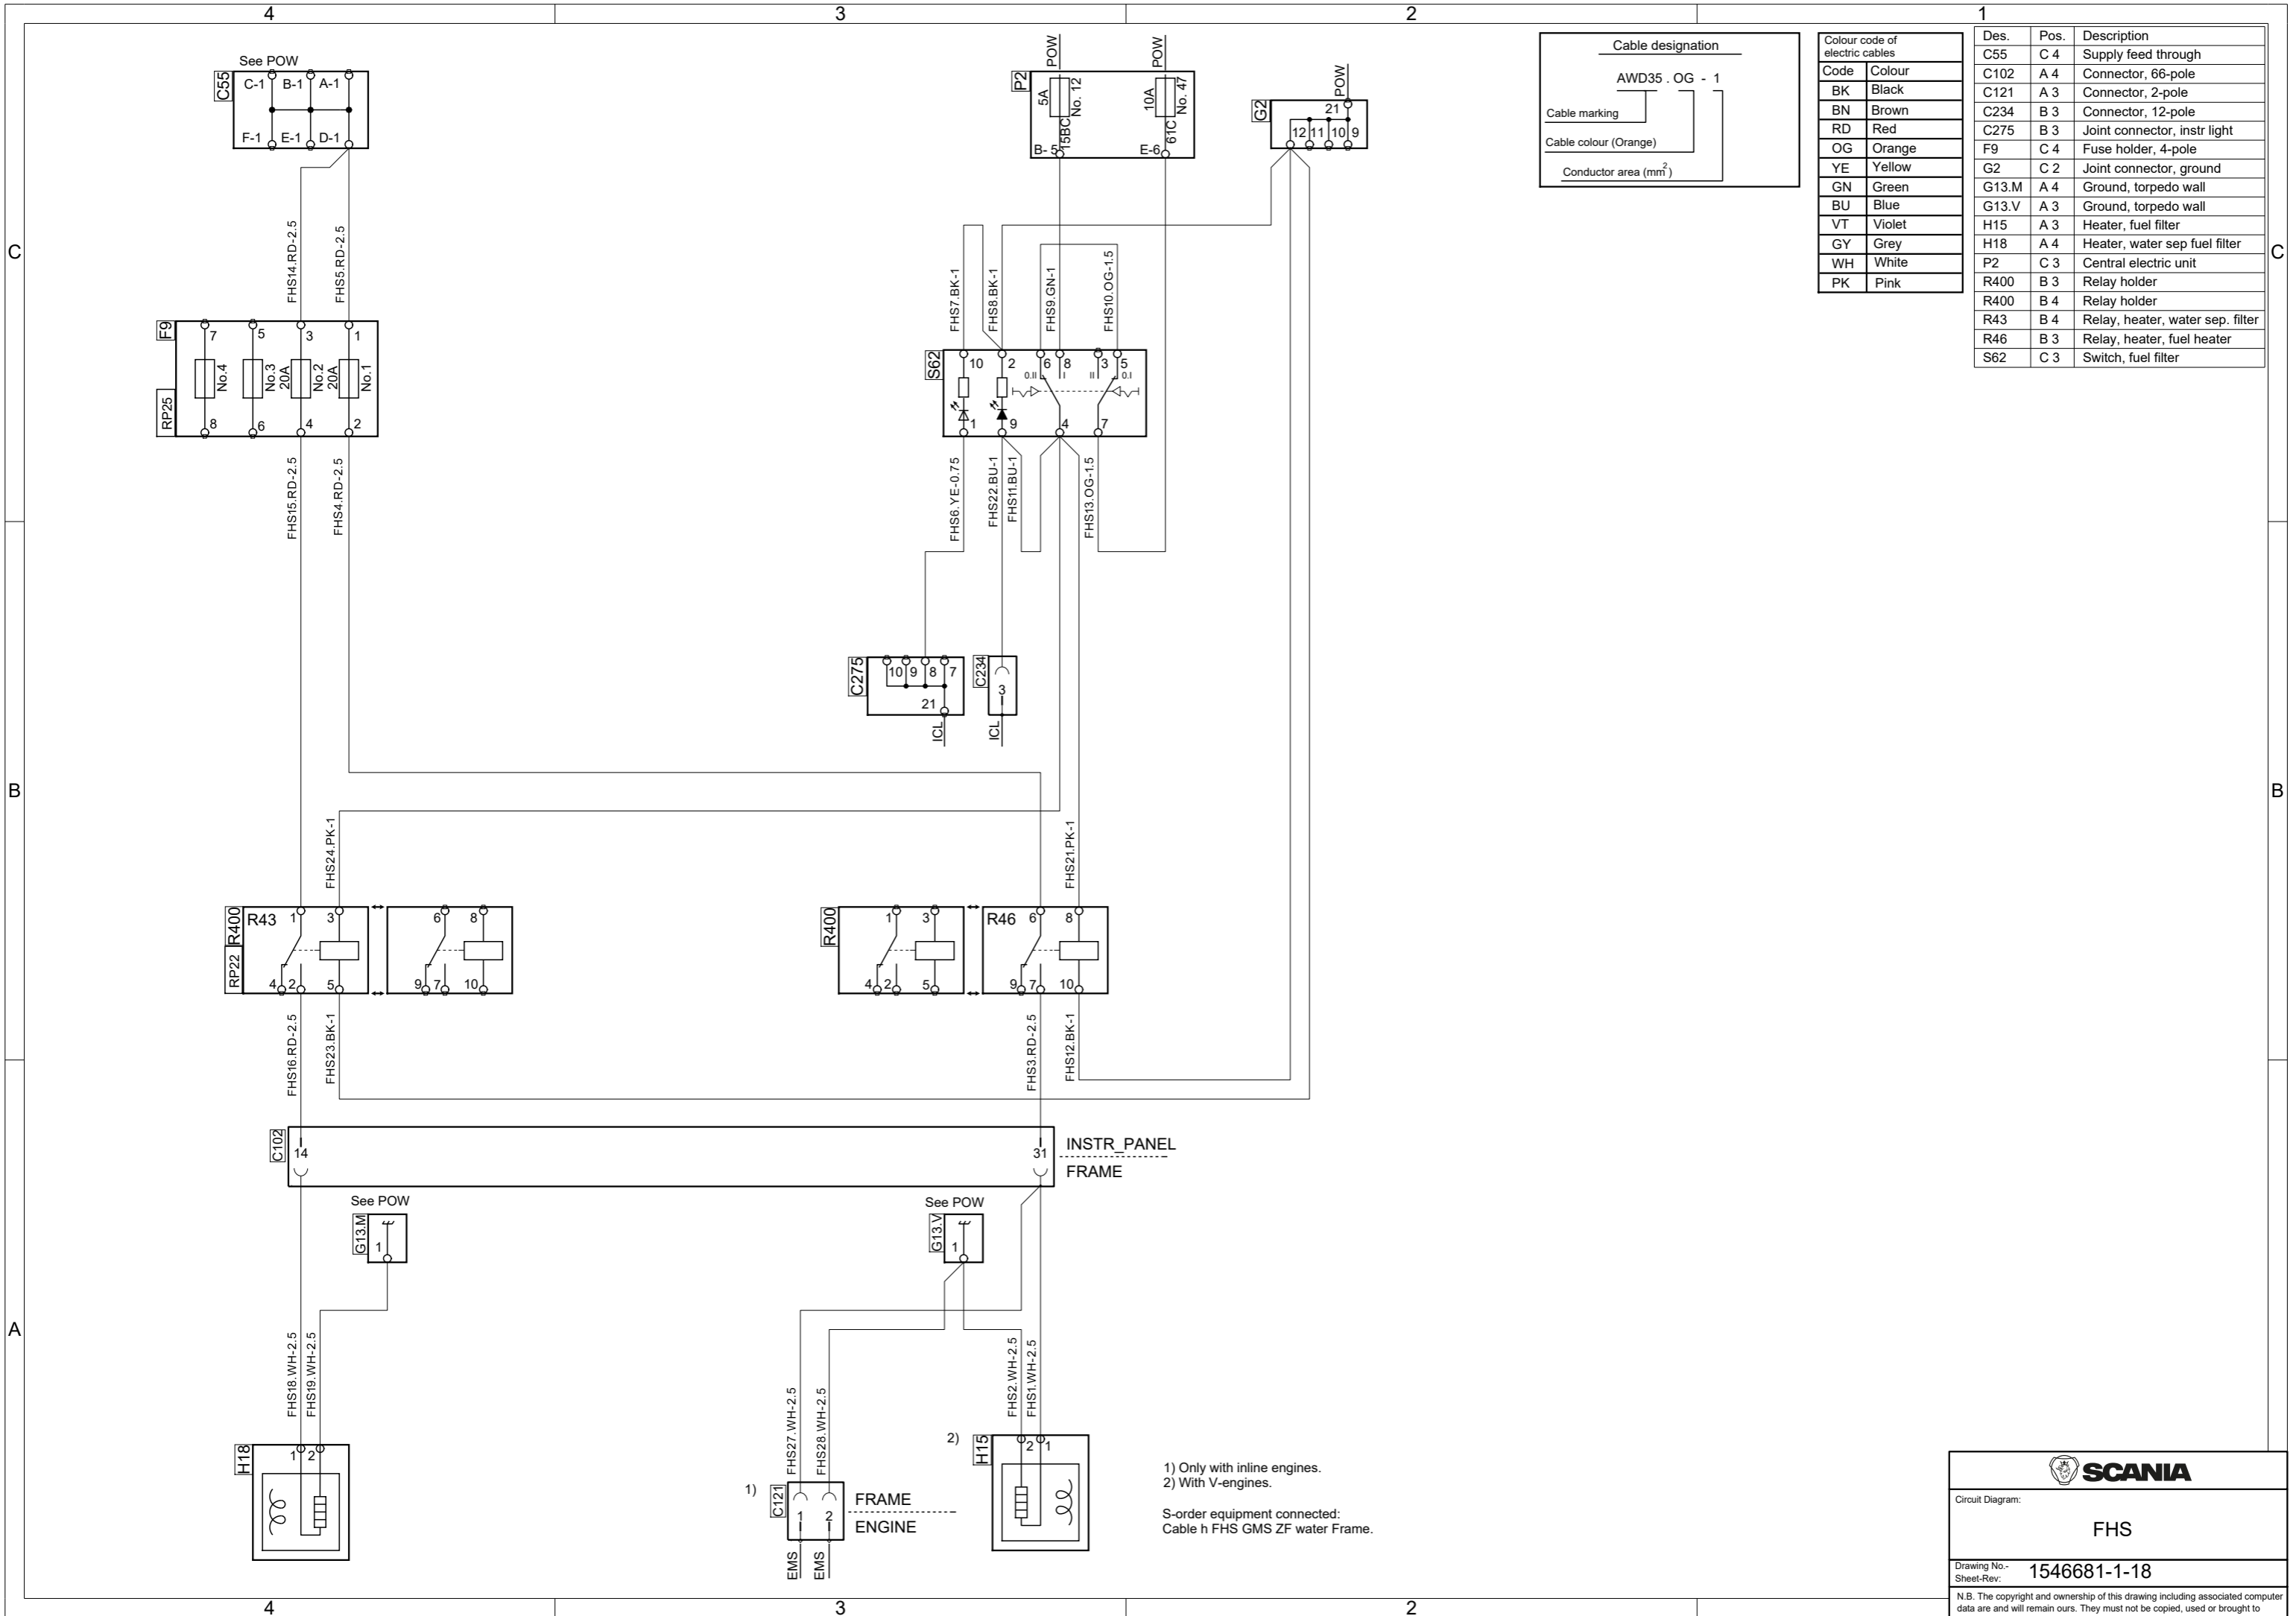 4 3 2 1
See POW
C55
C-1 B-1 A-1
F-1 E-1 D-1
FHS14.RD-2.5
FHS5.RD-2.5
F9
RP25
7 5 3 1
No.4
No.3
20A
No.2
20A
No.1
8 6 4 2
FHS15.RD-2.5
FHS4.RD-2.5
POW
POW
P2
5A
No. 12
15BC
B- 5
10A
No. 47
61C
E-6
POW
G2
21
12 11 10 9
FHS7.BK-1
FHS8.BK-1
FHS9.GN-1
FHS10.OG-1.5
S62
10 2 6 8 3 5
0.II I II 0.I
1 9 4 7
FHS6.YE-0.75
FHS22.BU-1
FHS11.BU-1
FHS13.OG-1.5
C275
10 9 8 7
21
ICL
C234
3
ICL
Cable designation
AWD35 . OG - 1
Cable marking
Cable colour (Orange)
Conductor area (mm2)
Colour code of
electric cables
Code Colour
BK Black
BN Brown
RD Red
OG Orange
YE Yellow
GN Green
BU Blue
VT Violet
GY Grey
WH White
PK Pink
Des. Pos. Description
C55 C 4 Supply feed through
C102 A 4 Connector, 66-pole
C121 A 3 Connector, 2-pole
C234 B 3 Connector, 12-pole
C275 B 3 Joint connector, instr light
F9 C 4 Fuse holder, 4-pole
G2 C 2 Joint connector, ground
G13.M A 4 Ground, torpedo wall
G13.V A 3 Ground, torpedo wall
H15 A 3 Heater, fuel filter
H18 A 4 Heater, water sep fuel filter
P2 C 3 Central electric unit
R400 B 3 Relay holder
R400 B 4 Relay holder
R43 B 4 Relay, heater, water sep. filter
R46 B 3 Relay, heater, fuel heater
S62 C 3 Switch, fuel filter
C C
B B
FHS24.PK-1
FHS21.PK-1
R400
RP22
R43 1 3 6 8
4 2 5 9 7 10
R400
1 3 R46 6 8
4 2 5 9 7 10
FHS16.RD-2.5
FHS23.BK-1
FHS3.RD-2.5
FHS12.BK-1
C102
14 31
INSTR_PANEL
FRAME
See POW
G13.M
1
See POW
G13.V
1
A A
FHS18.WH-2.5
FHS19.WH-2.5
FHS27.WH-2.5
FHS28.WH-2.5
FHS2.WH-2.5
FHS1.WH-2.5
H18
1 2
1)
C121
1 2
FRAME
ENGINE
EMS
EMS
2)
H15
2 1
1) Only with inline engines.
2) With V-engines.
S-order equipment connected:
Cable h FHS GMS ZF water Frame.
SCANIA
Circuit Diagram:
FHS
Drawing No.-
Sheet-Rev: 1546681-1-18
N.B. The copyright and ownership of this drawing including associated computer
data are and will remain ours. They must not be copied, used or brought to
4 3 2